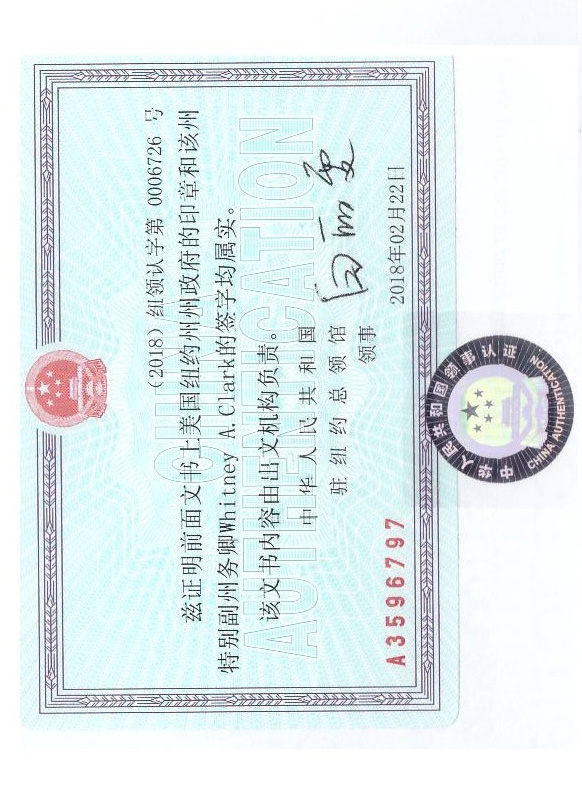 （2018）纽领认字第 0006726 号
兹证明前面文书上美国纽约州州政府的印章和该州
特别副州务卿Whitney A.Clark的签字均属实。
该文书内容由出文机构负责。
中华人民共和国
驻纽约总领馆
领事
2018年02月22日
A3596797
CHINA
AUTHENTICATION
中华人民共和国领事认证
CHINA AUTHENTICATION